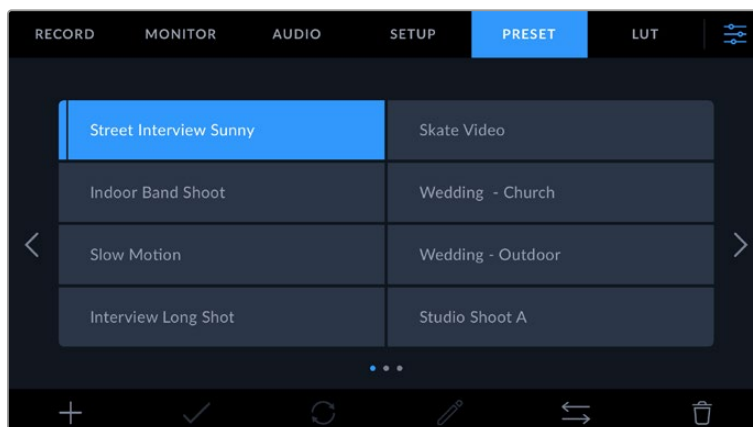 RECORD MONITOR AUDIO SETUP PRESET LUT
Street Interview Sunny
Skate Video
Indoor Band Shoot
Wedding - Church
Slow Motion
Wedding - Outdoor
Interview Long Shot
Studio Shoot A